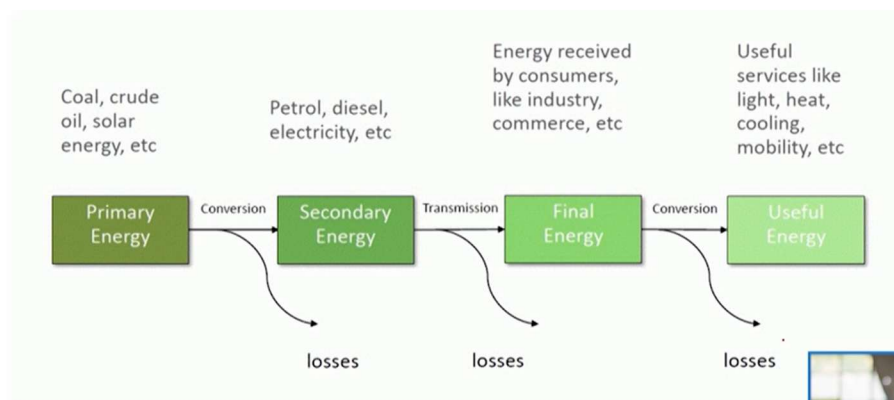 Coal, crude
oil, solar
energy, etc
Petrol, diesel,
electricity, etc
Energy received
by consumers,
like industry,
commerce, etc
Useful
services like
light, heat,
cooling,
mobility, etc
Primary
Energy
Conversion
Secondary
Energy
Transmission
Final
Energy
Conversion
Useful
Energy
losses
losses
losses